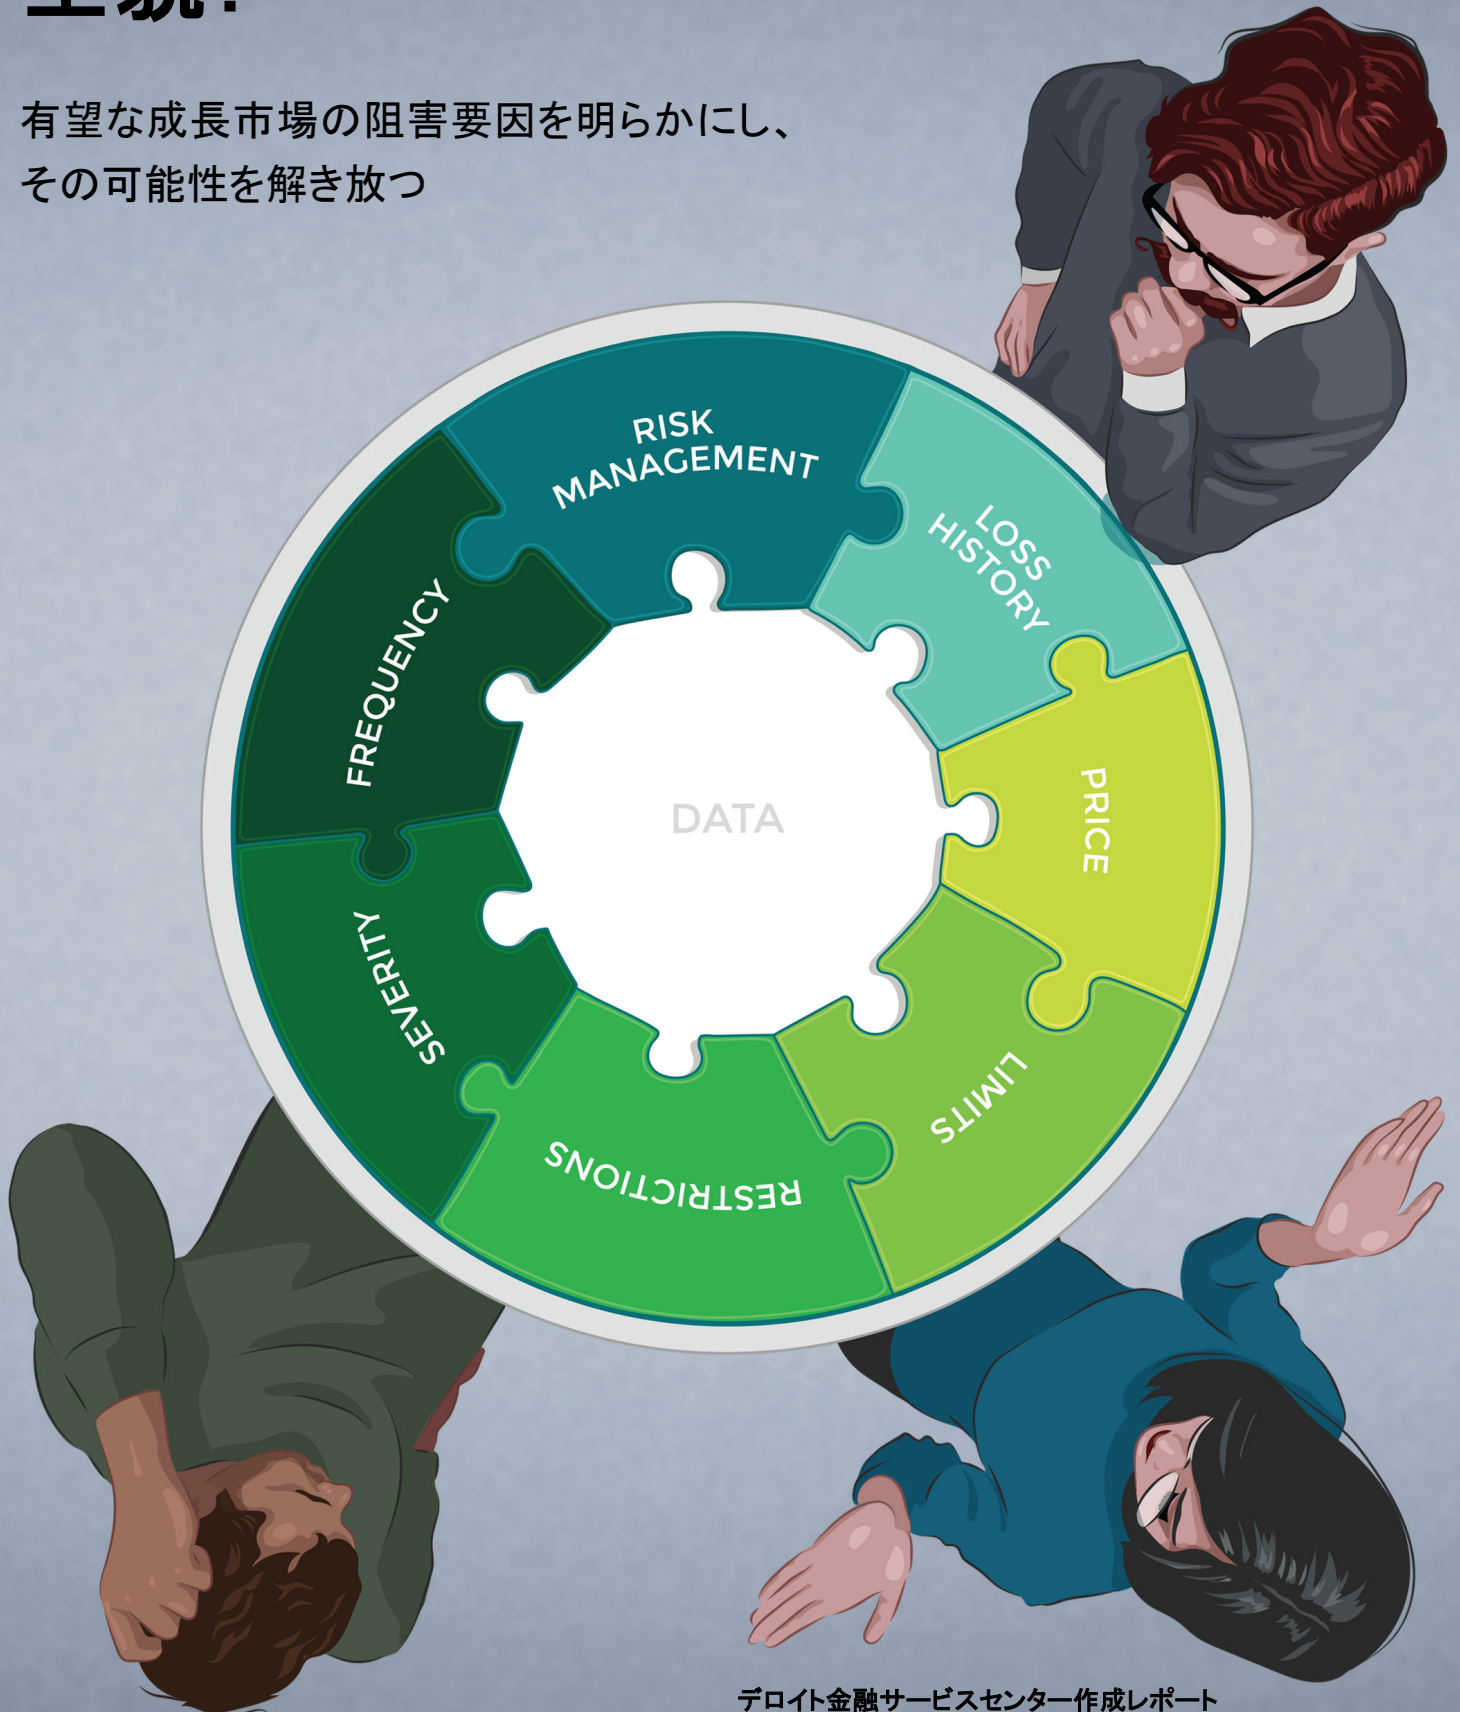 有望な成長市場の阻害要因を明らかにし、
その可能性を解き放つ
RISK
MANAGEMENT
LOSS
HISTORY
PRICE
LIMITS
RESTRICTIONS
SEVERITY
FREQUENCY
DATA
デロイト金融サービスセンター作成レポート